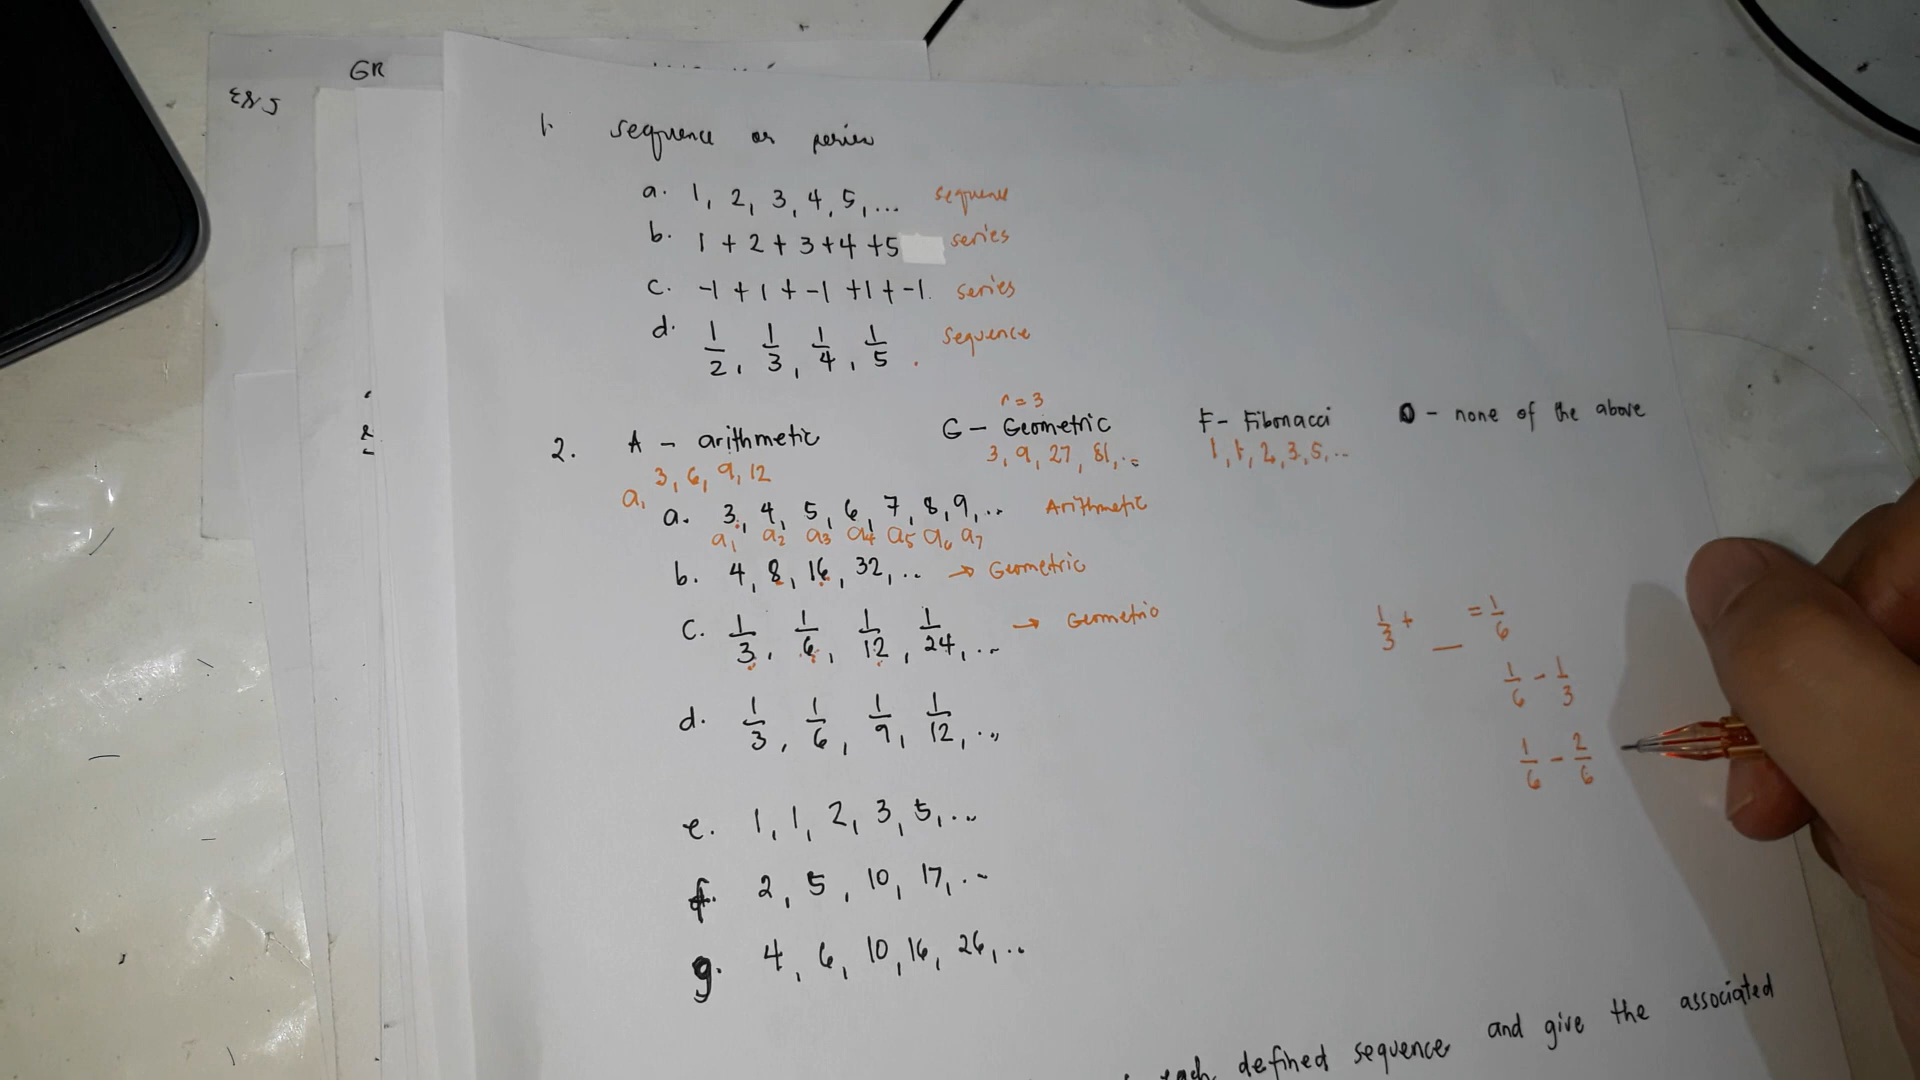 GR
1. sequence or series
a. 1, 2, 3, 4, 5, ... sequence
b. 1 + 2 + 3 + 4 + 5 series
c. -1 + 1 + -1 + 1 + -1. series
d. 1/2, 1/3, 1/4, 1/5. sequence
r = 3
2. A - arithmetic G - Geometric F - Fibonacci O - none of the above
3, 6, 9, 12 3, 9, 27, 81, .. 1, 1, 2, 3, 5, ..
a₁
a. 3, 4, 5, 6, 7, 8, 9, .. Arithmetic
a₁ a₂ a₃ a₄ a₅ a₆ a₇
b. 4, 8, 16, 32, .. → Geometric
c. 1/3, 1/6, 1/12, 1/24, .. → Geometric
1/3 + _ = 1/6
1/6 - 1/3
d. 1/3, 1/6, 1/9, 1/12, ...
1/6 - 2/6
e. 1, 1, 2, 3, 5, ...
f. 2, 5, 10, 17, ..
g. 4, 6, 10, 16, 26, ..
each defined sequence and give the associated